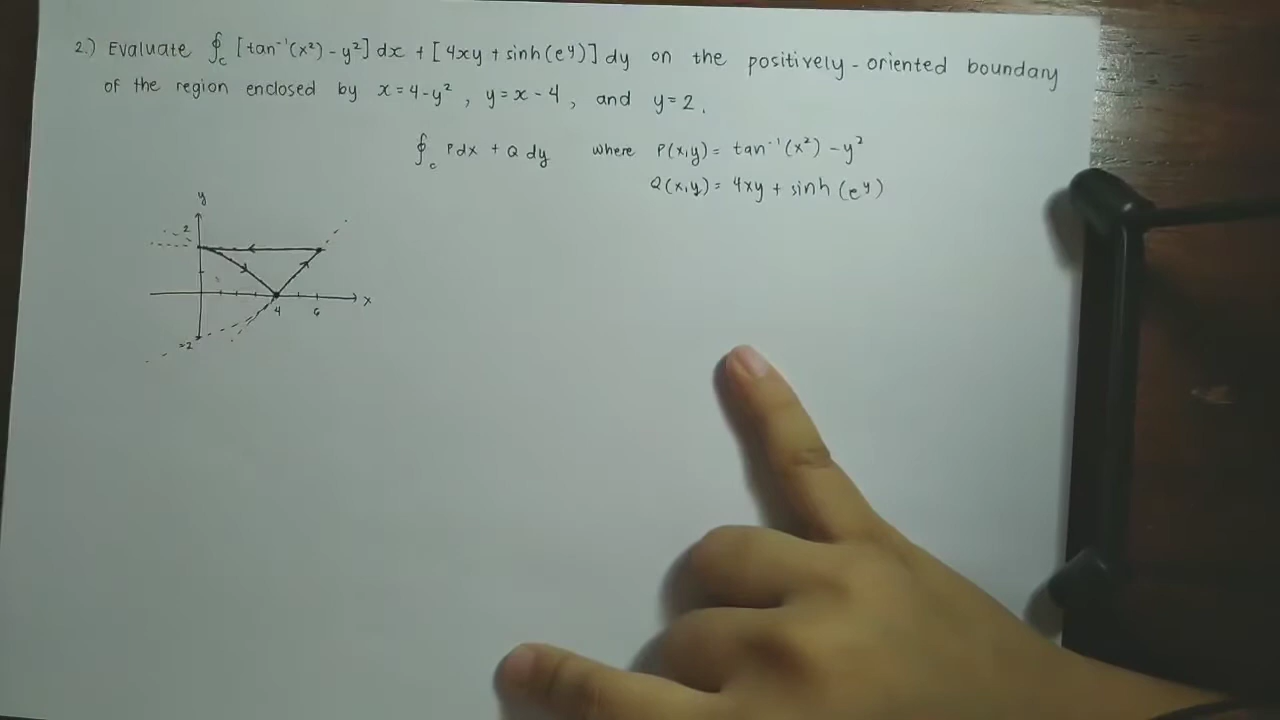 2.) Evaluate ∮c [tan⁻¹(x²) - y²] dx + [4xy + sinh(eʸ)] dy on the positively-oriented boundary
of the region enclosed by x = 4 - y², y = x - 4, and y = 2.
∮c Pdx + Q dy where P(x,y) = tan⁻¹(x²) - y²
Q(x,y) = 4xy + sinh(eʸ)
y
2
x
4 6
-2